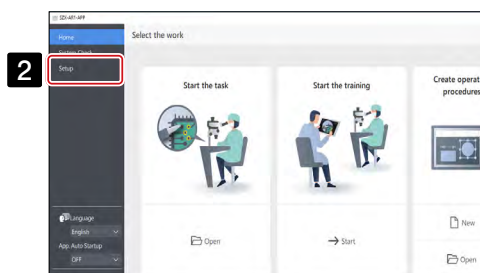 SZX-AR1-APP
Home
Select the work
System Check
2
Setup
Start the task
Start the training
Create operat
procedures
Language
English
App Auto Startup
OFF
Open
Start
New
Open